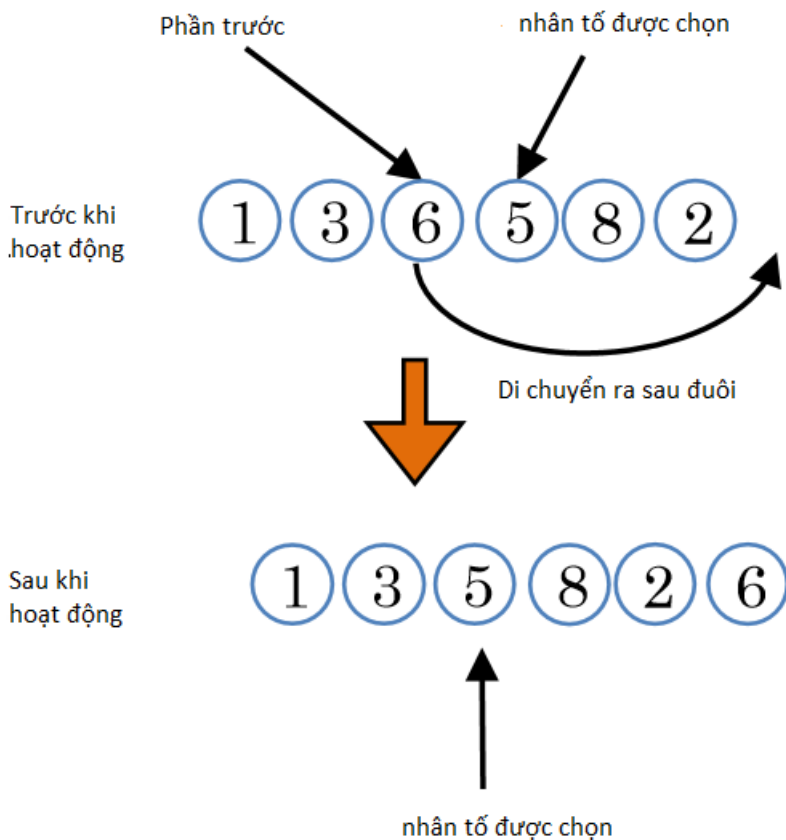 Phần trước
nhân tố được chọn
Trước khi
.hoạt động
1 3 6 5 8 2
Di chuyển ra sau đuôi
Sau khi
hoạt động
1 3 5 8 2 6
nhân tố được chọn